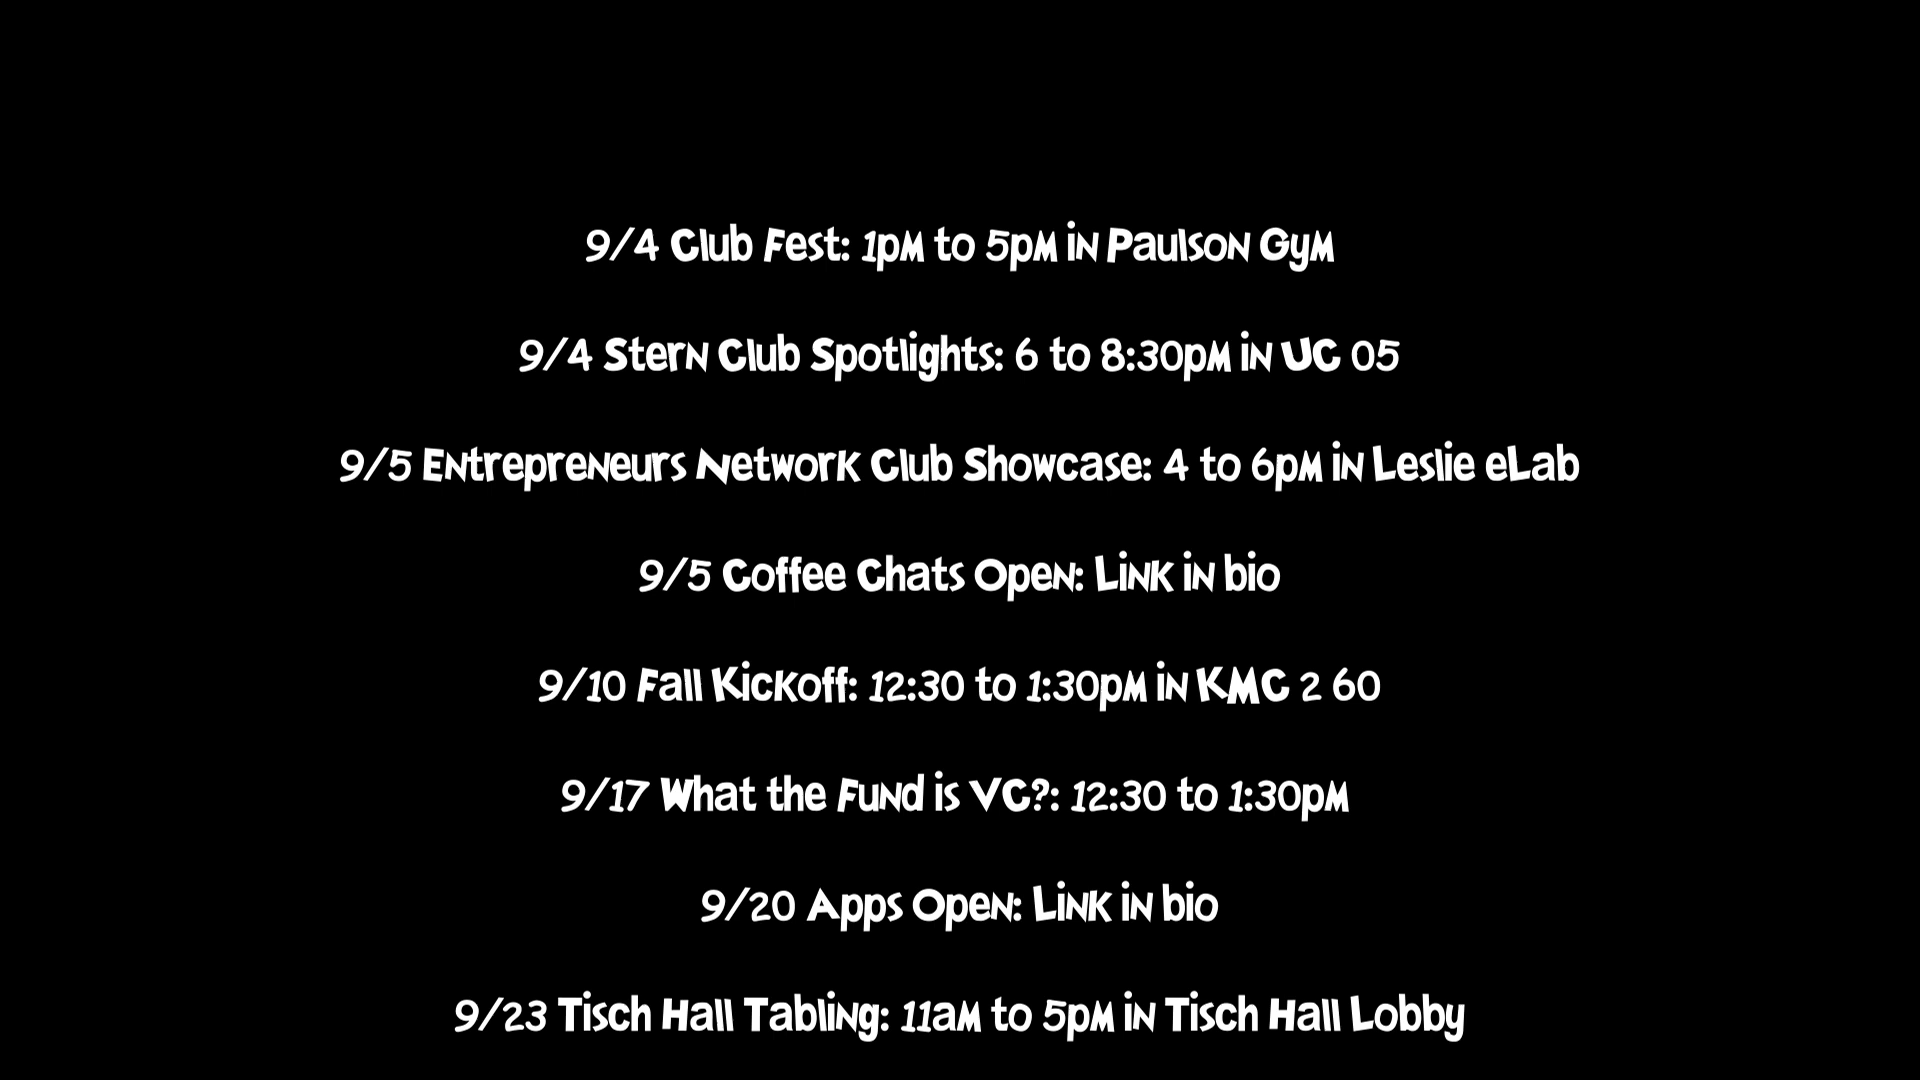 9/4 Club Fest: 1pm to 5pm in Paulson Gym
9/4 Stern Club Spotlights: 6 to 8:30pm in UC 05
9/5 Entrepreneurs Network Club Showcase: 4 to 6pm in Leslie eLab
9/5 Coffee Chats Open: Link in bio
9/10 Fall Kickoff: 12:30 to 1:30pm in KMC 2 60
9/17 What the Fund is VC?: 12:30 to 1:30pm
9/20 Apps Open: Link in bio
9/23 Tisch Hall Tabling: 11am to 5pm in Tisch Hall Lobby